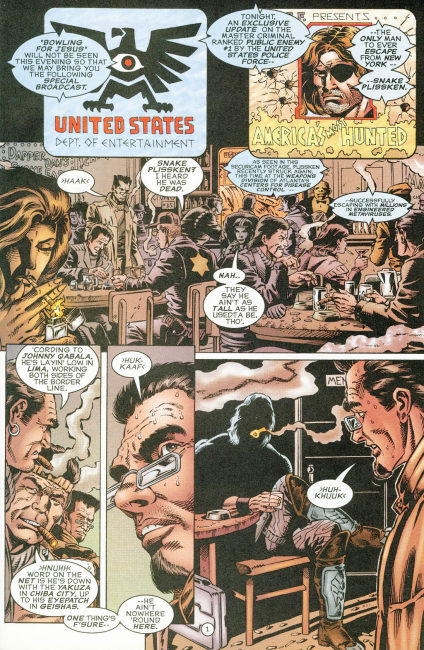 "BOWLING
FOR JESUS"
WILL NOT BE SEEN
THIS EVENING SO THAT
WE MAY BRING YOU
THE FOLLOWING
SPECIAL
BROADCAST.
UNITED STATES
DEPT. OF ENTERTAINMENT
TONIGHT,
AN EXCLUSIVE
UPDATE ON THE
MASTER CRIMINAL
RANKED PUBLIC ENEMY
#1 BY THE UNITED
STATES POLICE
FORCE--
PRESENTS
--THE
ONLY MAN
TO EVER
ESCAPE
FROM NEW
YORK --
--SNAKE
PLISSKEN.
AMERICA'S MOST HUNTED
DAPPER DAN'S
>HAAK<
SNAKE
PLISSKEN? I
HEARD HE
WAS
DEAD.
AS SEEN IN THIS
SECURICAM FOOTAGE, PLISSKEN
RECENTLY STRUCK AGAIN,
THIS TIME AT THE WEAPONS
DIVISION OF ATLANTA'S
CENTERS FOR DISEASE
CONTROL --
--SUCCESSFULLY
ESCAPING WITH MILLIONS
IN ENGINEERED
METAVIRUSES.
NAH..
THEY
SAY HE
AIN'T AS
TALL AS HE
USEDTA BE,
THO'.
'CORDING TO
JOHNNY QABALA,
HE'S LAYIN' LOW IN
LIMA, WORKING
BOTH SIDES OF
THE BORDER
LINE.
>HNUHH<
WORD ON THE
NET IS HE'S DOWN
WITH THE YAKUZA
IN CHIBA CITY, UP
TO HIS EYEPATCH
IN GEISHAS.
>HUK-
KAAF<
ONE THING'S
F'SURE--
--HE
AIN'T
NOWHERE
'ROUND
HERE.
MEN
>HUH-
KHUUK<
1